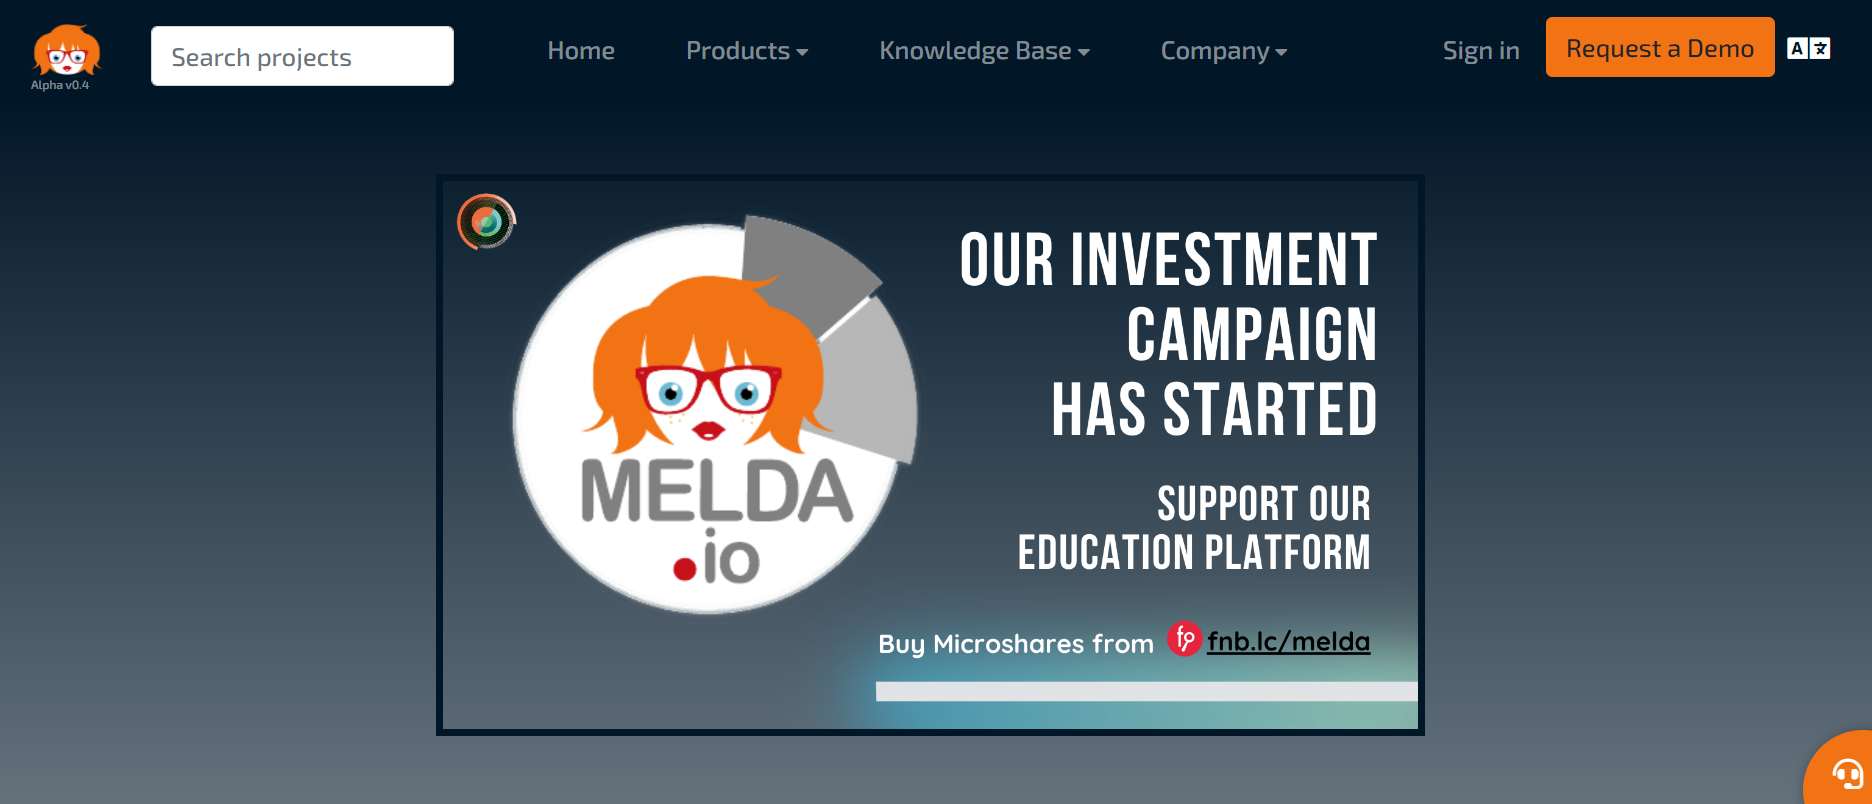 Alpha v0.4
Search projects
Home
Products
Knowledge Base
Company
Sign in
Request a Demo
A 文
OUR INVESTMENT
CAMPAIGN
HAS STARTED
MELDA
.io
SUPPORT OUR
EDUCATION PLATFORM
Buy Microshares from fp fnb.lc/melda